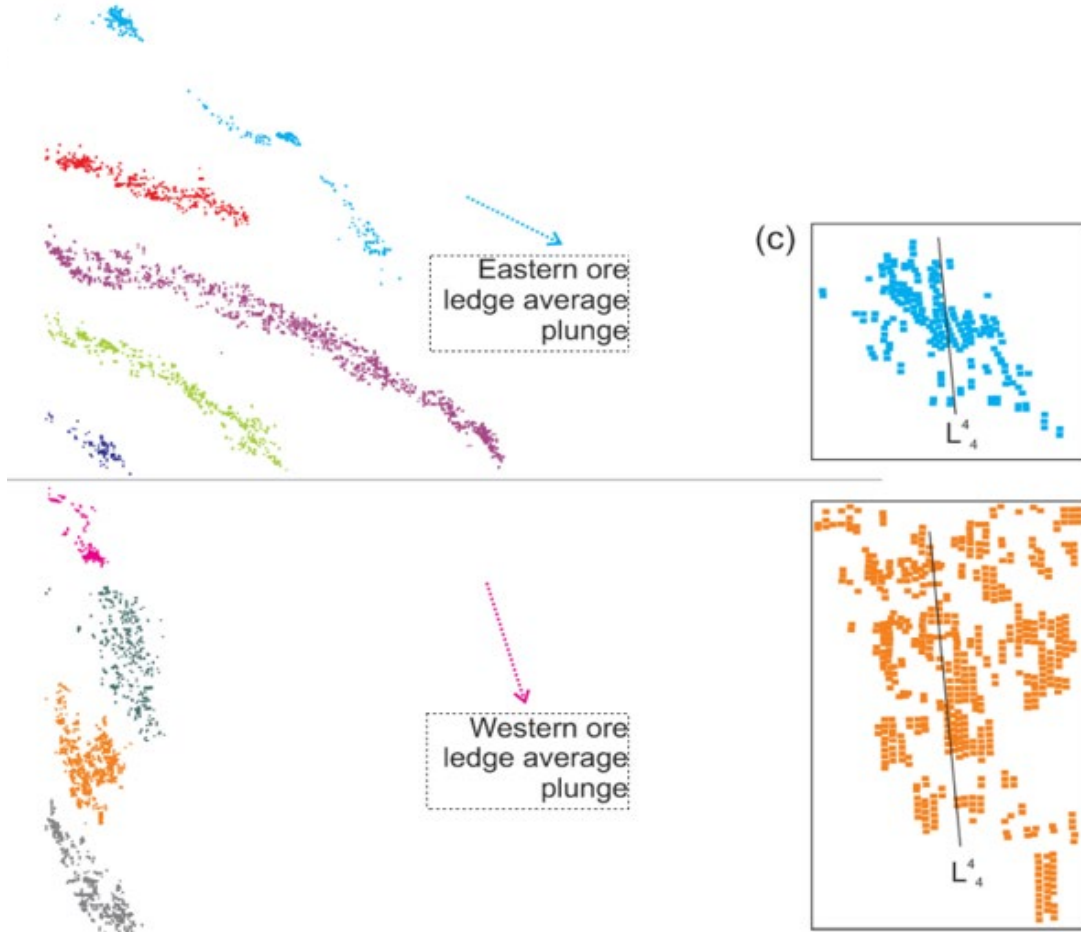 Eastern ore
ledge average
plunge
(c)
L⁴₄
Western ore
ledge average
plunge
L⁴₄